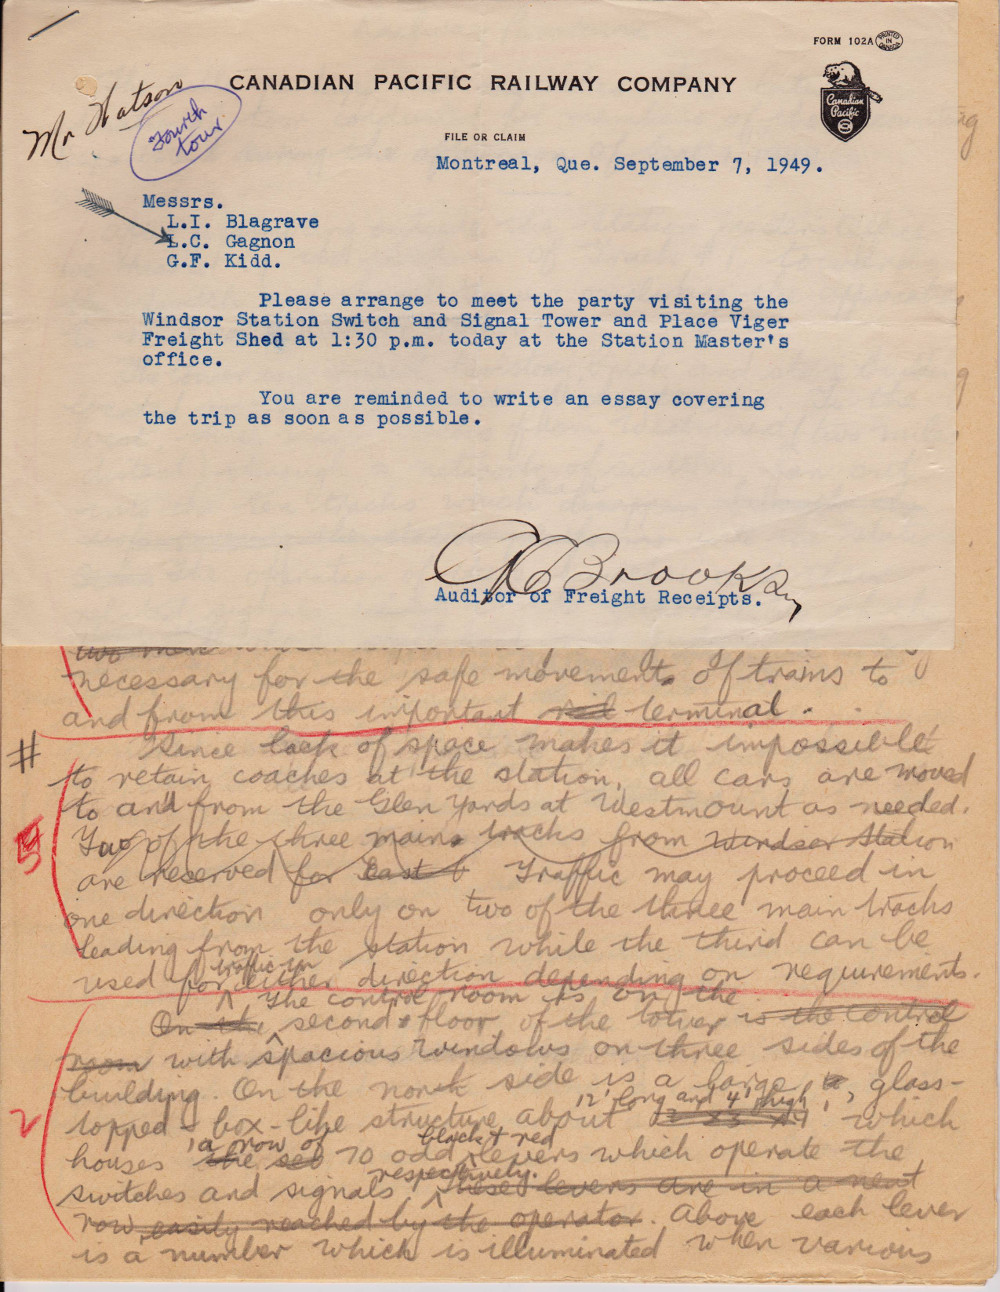 FORM 102A
PRINTED IN CANADA
CANADIAN PACIFIC RAILWAY COMPANY
Canadian Pacific
Mr Watson
Fourth tour
FILE OR CLAIM
Montreal, Que. September 7, 1949.
Messrs.
L.I. Blagrave
L.C. Gagnon
G.F. Kidd.
Please arrange to meet the party visiting the
Windsor Station Switch and Signal Tower and Place Viger
Freight Shed at 1:30 p.m. today at the Station Master's
office.
You are reminded to write an essay covering
the trip as soon as possible.
Brooks
Auditor of Freight Receipts.
two men
necessary for the safe movement of trains to
and from this important rail terminal.
# Since lack of space makes it impossible
to retain coaches at the station, all cars are moved
to and from the Glen Yards at Westmount as needed.
5 Two of the three main tracks from Windsor Station
are reserved for east b Traffic may proceed in
one direction only on two of the three main tracks
leading from the station while the third can be
traffic in
used for either direction depending on requirements.
The control room is on the
On the second floor of the tower is the control
room with spacious windows on three sides of the
building. On the north side is a large, glass-
12' long and 4' high,
2 topped box-like structure about which
a row of black & red
houses the set 70 odd levers which operate the
respectively.
switches and signals, these levers are in a neat
row easily reached by the operator. Above each lever
is a number which is illuminated when various